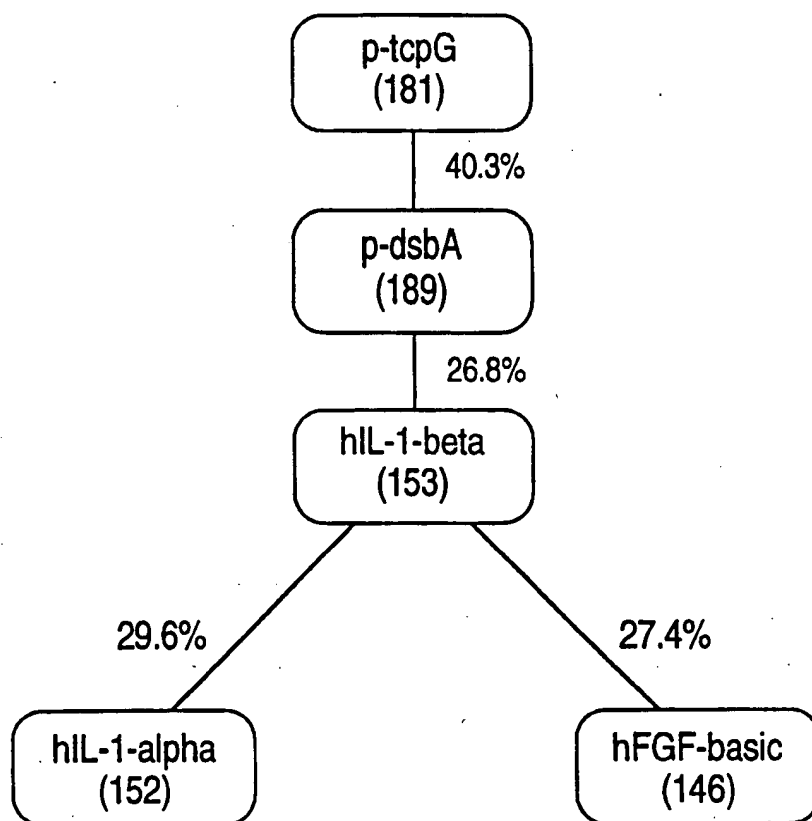 p-tcpG
(181)
40.3%
p-dsbA
(189)
26.8%
hIL-1-beta
(153)
29.6%
27.4%
hIL-1-alpha
(152)
hFGF-basic
(146)